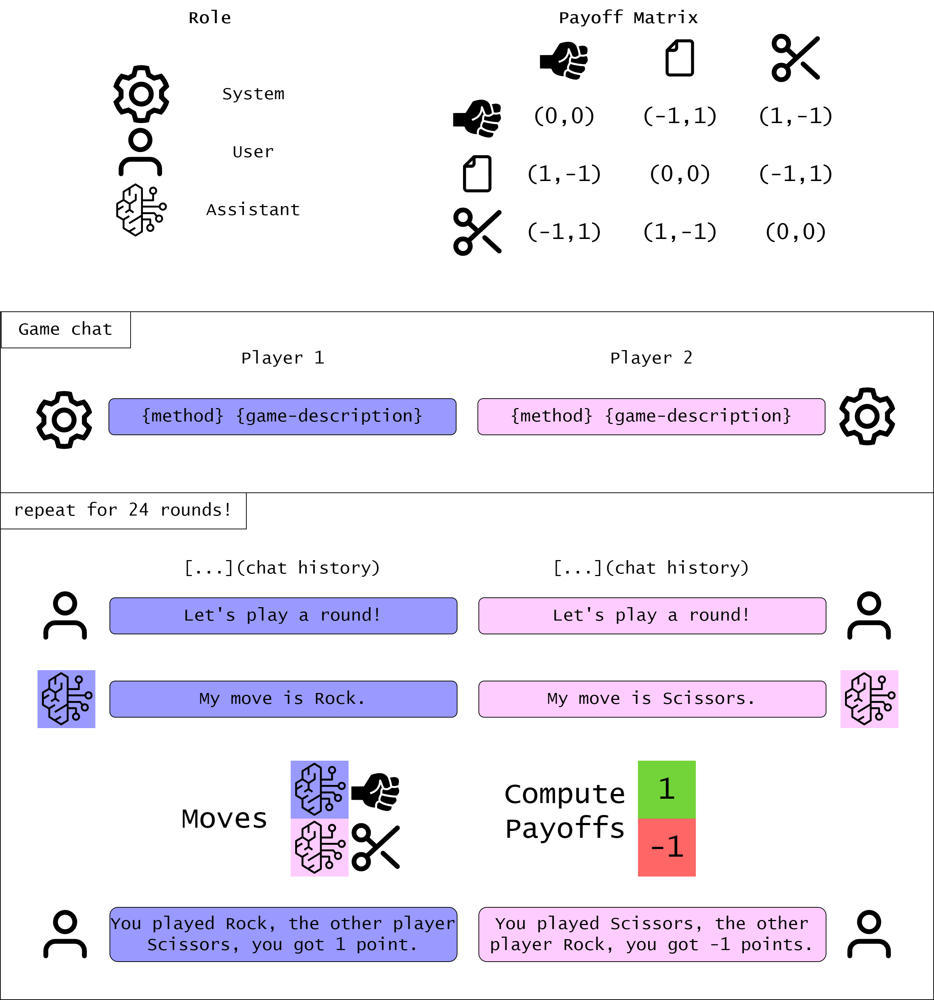 Role
System
User
Assistant
Payoff Matrix
(0,0) (-1,1) (1,-1)
(1,-1) (0,0) (-1,1)
(-1,1) (1,-1) (0,0)
Game chat
Player 1 Player 2
{method} {game-description} {method} {game-description}
repeat for 24 rounds!
[...](chat history) [...](chat history)
Let's play a round! Let's play a round!
My move is Rock. My move is Scissors.
Moves
Compute
Payoffs
1
-1
You played Rock, the other player
Scissors, you got 1 point.
You played Scissors, the other
player Rock, you got -1 points.